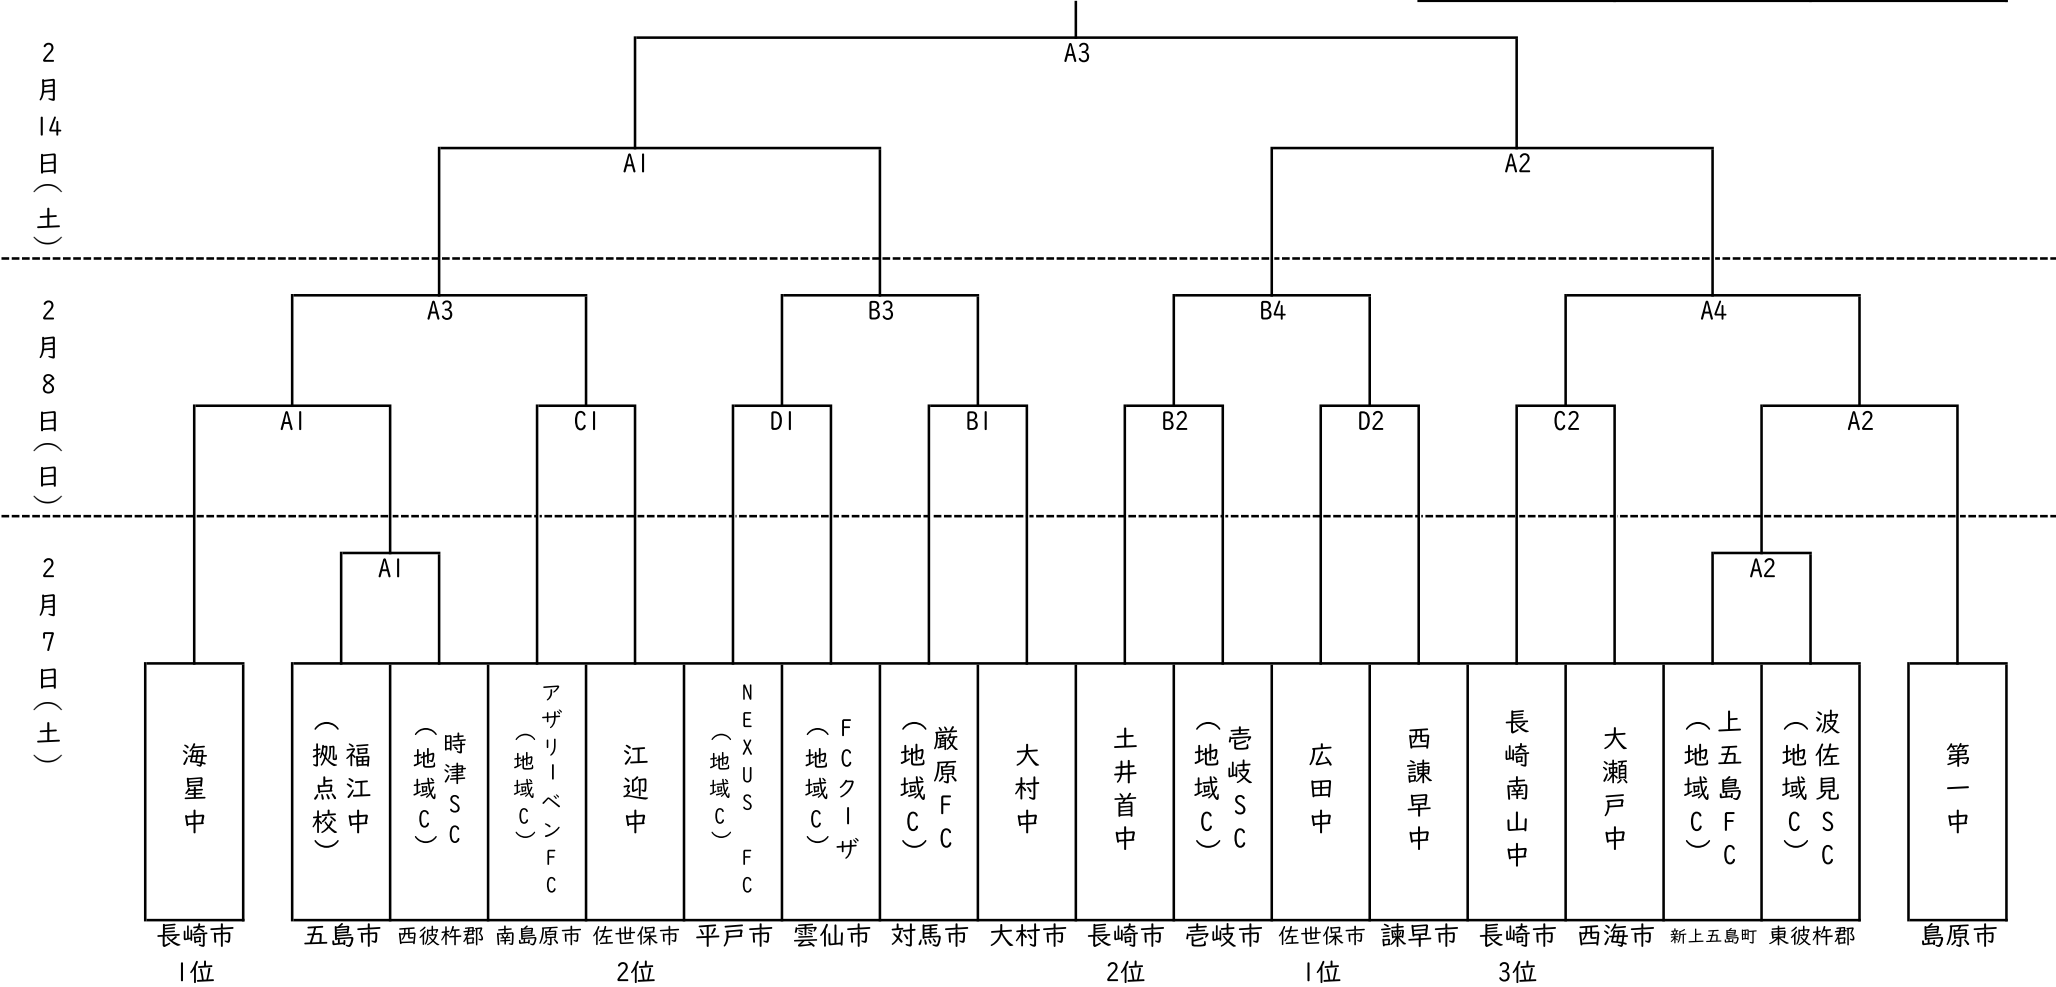 A3
2月14日(土)
A1
A2
2月8日(日)
A3
B3
B4
A4
A1
C1
D1
B1
B2
D2
C2
A2
2月7日(土)
A1
A2
海星中
福江中
(拠点校)
時津SC
(地域C)
アザリーベンFC
(地域C)
江迎中
NEXUS FC
(地域C)
FCクーザ
(地域C)
厳原FC
(地域C)
大村中
土井首中
壱岐SC
(地域C)
広田中
西諫早中
長崎南山中
大瀬戸中
上五島FC
(地域C)
波佐見SC
(地域C)
第一中
長崎市
五島市
西彼杵郡
南島原市
佐世保市
平戸市
雲仙市
対馬市
大村市
長崎市
壱岐市
佐世保市
諫早市
長崎市
西海市
新上五島町
東彼杵郡
島原市
1位
2位
2位
1位
3位